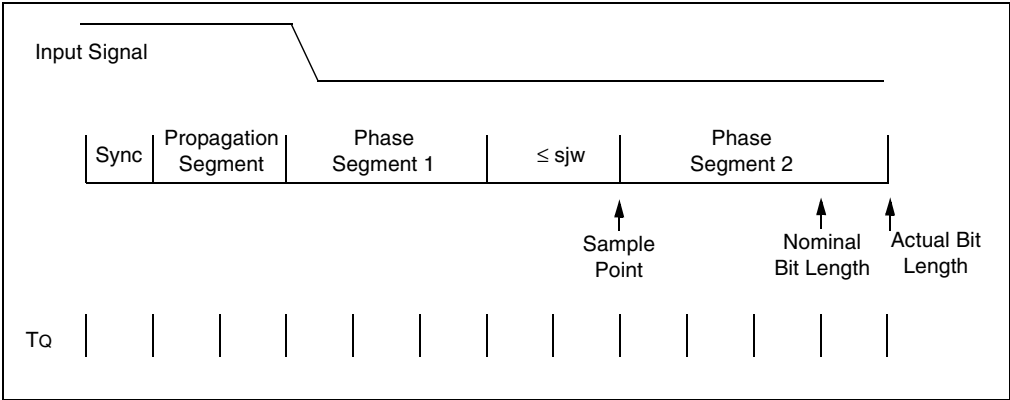 Input Signal
Sync
Propagation
Segment
Phase
Segment 1
≤ sjw
Phase
Segment 2
Sample
Point
Nominal
Bit Length
Actual Bit
Length
TQ